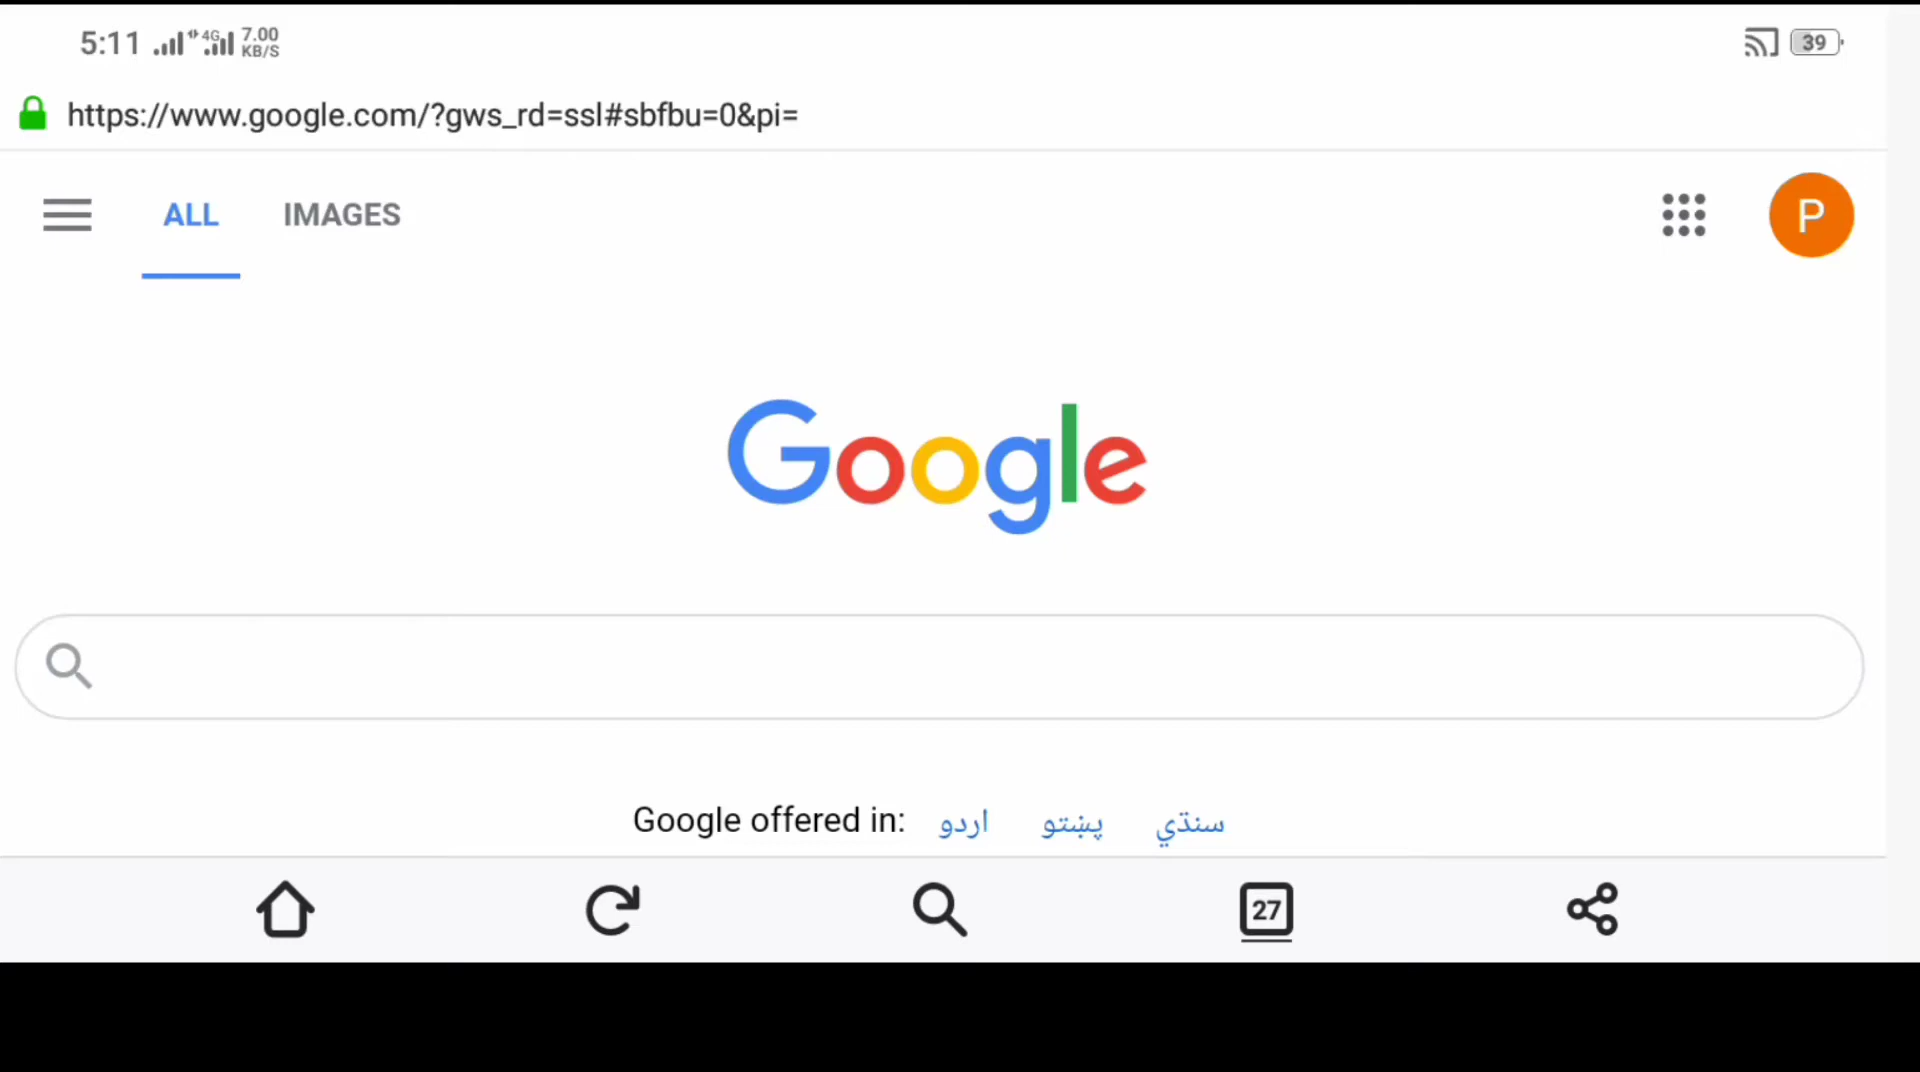 5:11 4G 7.00 KB/S 39
https://www.google.com/?gws_rd=ssl#sbfbu=0&pi=
ALL IMAGES P
Google
Google offered in: اردو پښتو سنڌي
27